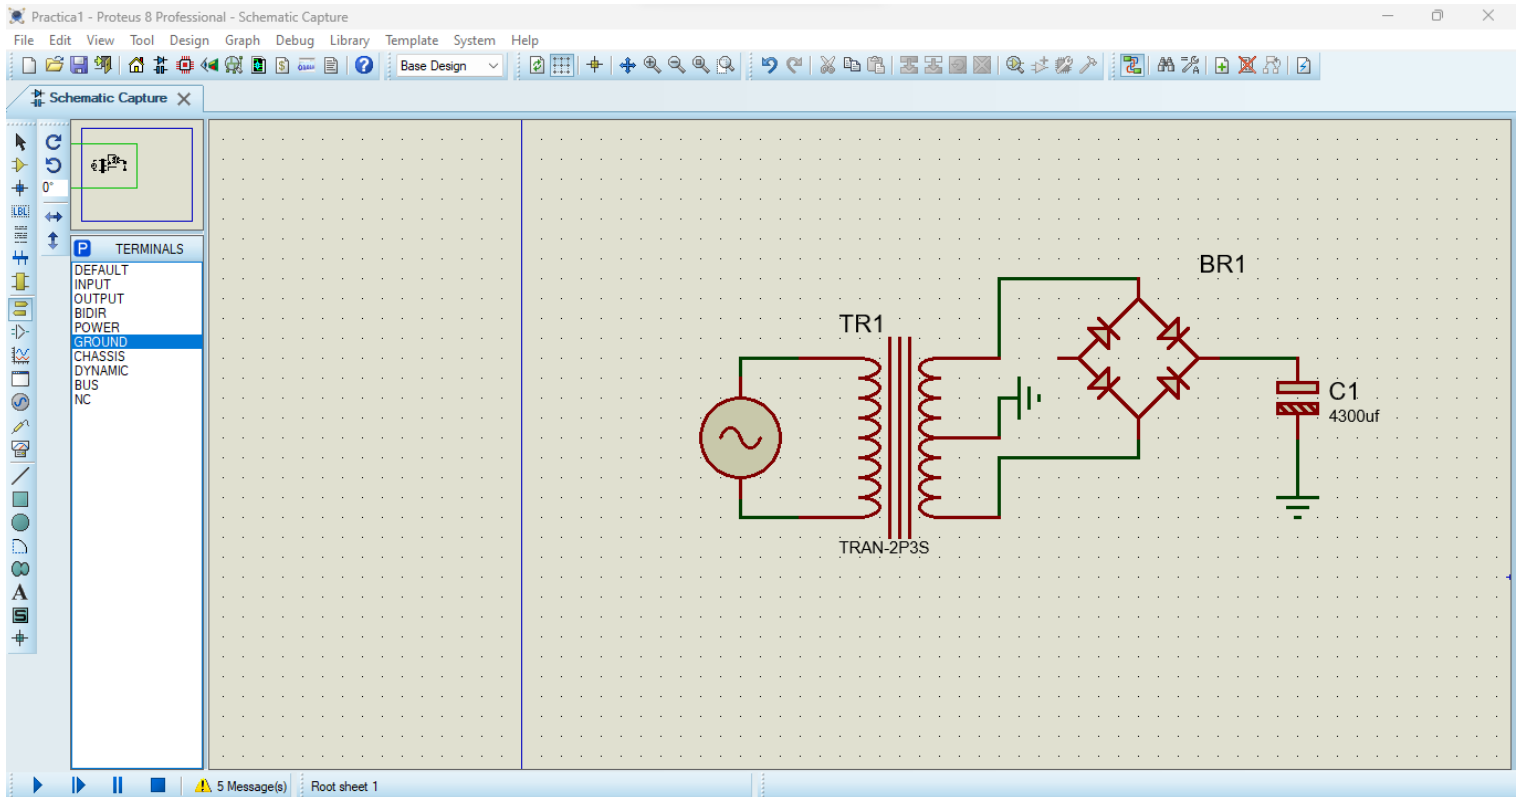 Practica1 - Proteus 8 Professional - Schematic Capture
File Edit View Tool Design Graph Debug Library Template System Help
Base Design
Schematic Capture
0°
LBL
P TERMINALS
DEFAULT
INPUT
OUTPUT
BIDIR
POWER
GROUND
CHASSIS
DYNAMIC
BUS
NC
A
S
BR1
TR1
C1
4300uf
TRAN-2P3S
5 Message(s) Root sheet 1